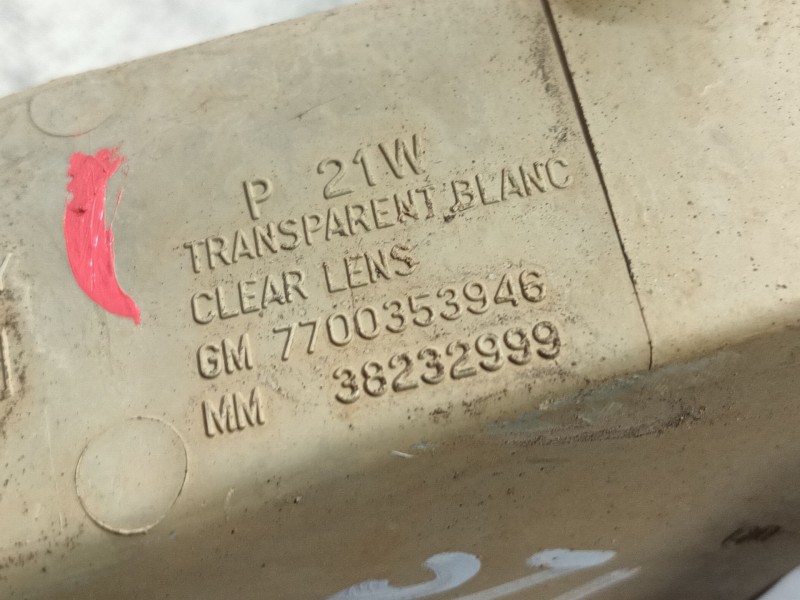 P 21W
TRANSPARENT BLANC
CLEAR LENS
GM 7700353946
MM 38232999